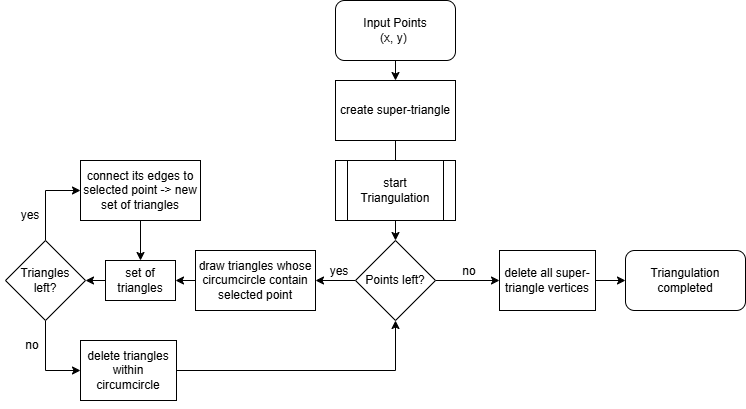 Input Points
(x, y)
create super-triangle
start
Triangulation
connect its edges to
selected point -> new
set of triangles
yes
Triangles
left?
set of
triangles
draw triangles whose
circumcircle contain
selected point
yes
Points left?
no
delete all super-
triangle vertices
Triangulation
completed
no
delete triangles
within
circumcircle